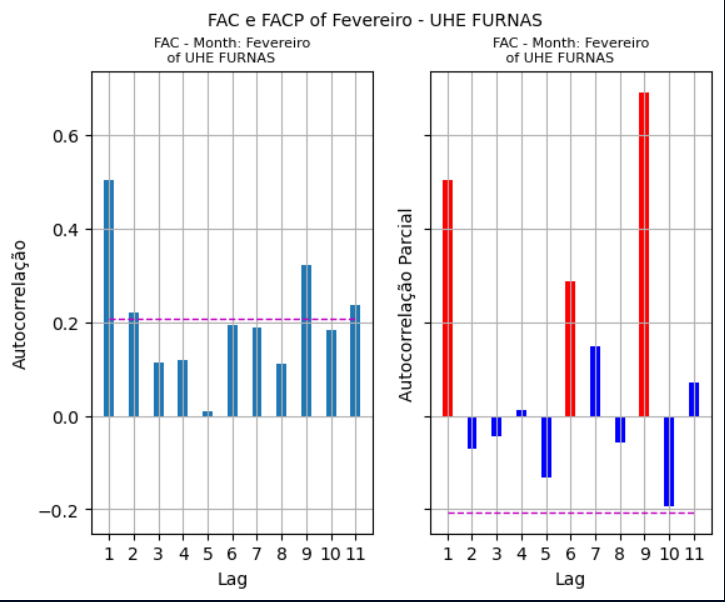 FAC e FACP of Fevereiro - UHE FURNAS
FAC - Month: Fevereiro
of UHE FURNAS
Autocorrelação
0.6
0.4
0.2
0.0
−0.2
1 2 3 4 5 6 7 8 9 10 11
Lag
FAC - Month: Fevereiro
of UHE FURNAS
Autocorrelação Parcial
1 2 3 4 5 6 7 8 9 10 11
Lag